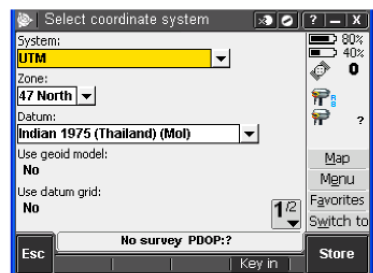 Select coordinate system ? – X
System:
UTM
Zone:
47 North
Datum:
Indian 1975 (Thailand) (Mol)
Use geoid model:
No
Use datum grid:
No
1/2
80%
40%
0
R
?
Map
Menu
Favorites
Switch to
No survey PDOP:?
Esc
Key in
Store